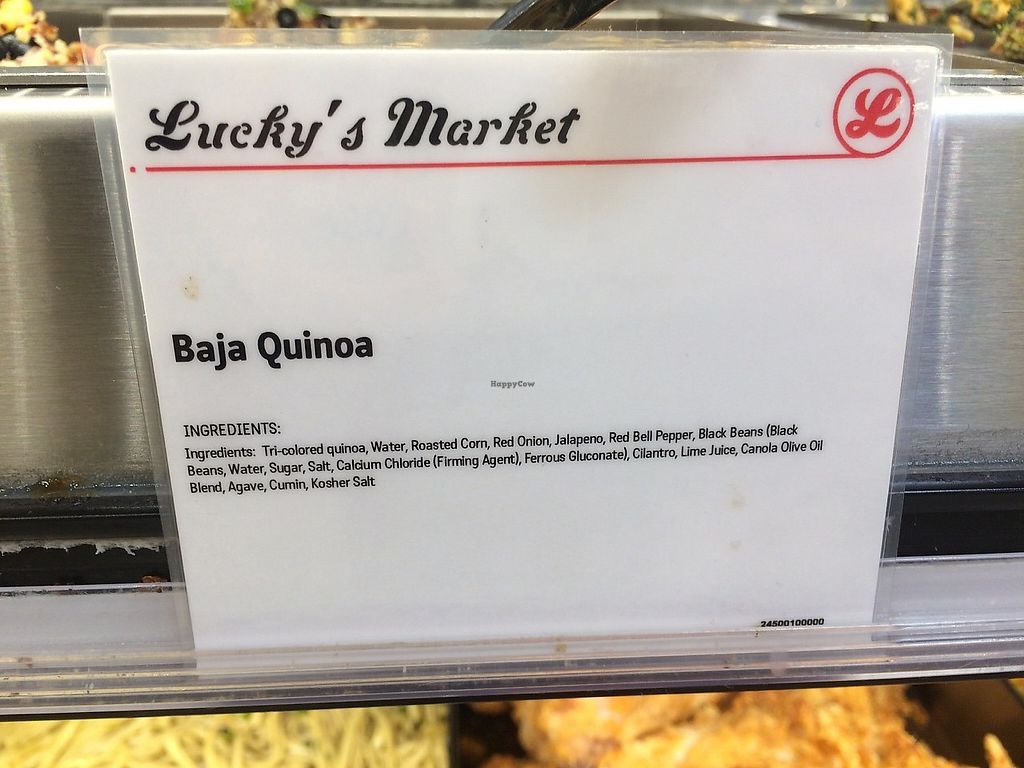 Lucky's Market
L
Baja Quinoa
HappyCow
INGREDIENTS:
Ingredients: Tri-colored quinoa, Water, Roasted Corn, Red Onion, Jalapeno, Red Bell Pepper, Black Beans (Black
Beans, Water, Sugar, Salt, Calcium Chloride (Firming Agent), Ferrous Gluconate), Cilantro, Lime Juice, Canola Olive Oil
Blend, Agave, Cumin, Kosher Salt
24500100000